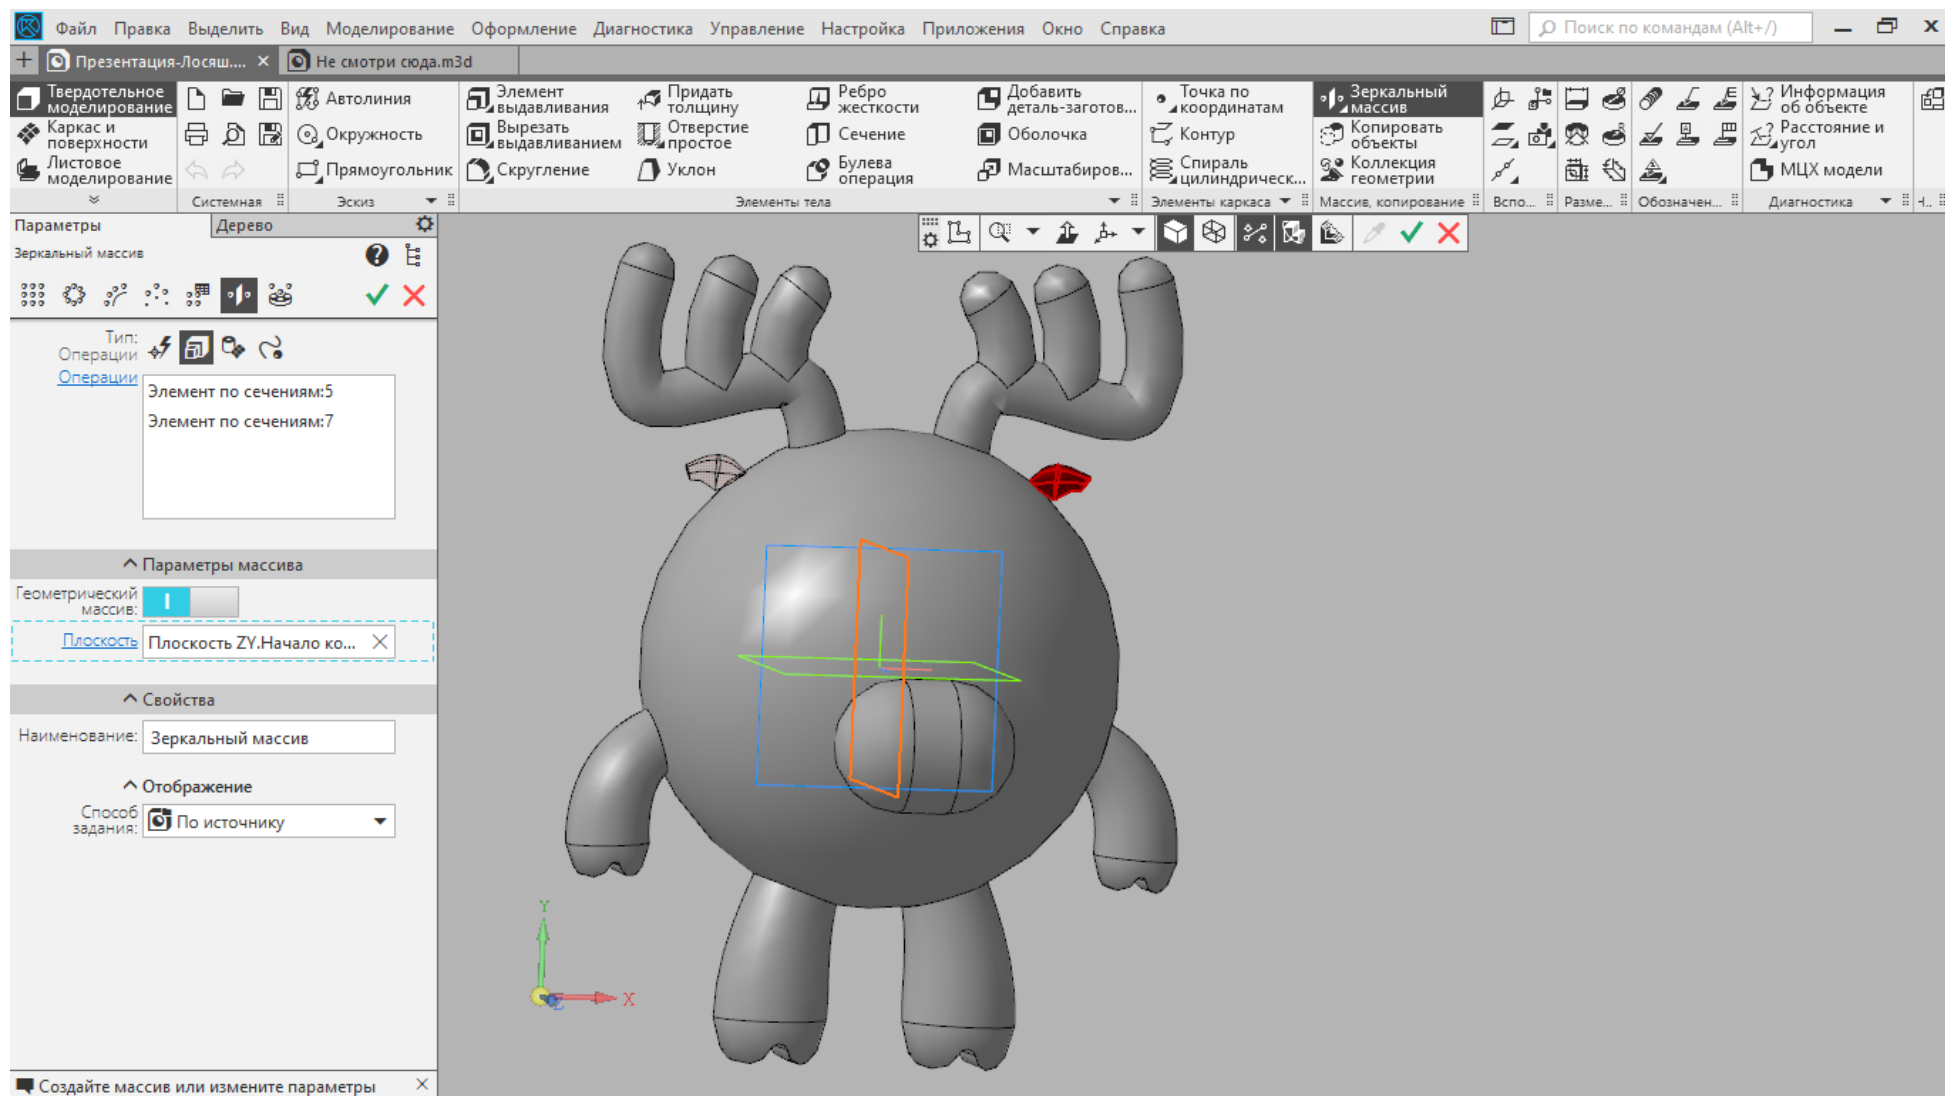 Файл Правка Выделить Вид Моделирование Оформление Диагностика Управление Настройка Приложения Окно Справка
Поиск по командам (Alt+/)
Презентация-Лосяш....
Не смотри сюда.m3d
Твердотельное моделирование
Каркас и поверхности
Листовое моделирование
Системная
Автолиния
Окружность
Прямоугольник
Эскиз
Элемент выдавливания
Вырезать выдавливанием
Скругление
Придать толщину
Отверстие простое
Уклон
Ребро жесткости
Сечение
Булева операция
Добавить деталь-заготов...
Оболочка
Масштабиров...
Элементы тела
Точка по координатам
Контур
Спираль цилиндрическ...
Элементы каркаса
Зеркальный массив
Копировать объекты
Коллекция геометрии
Массив, копирование
Вспо...
Разме...
Обозначен...
Информация об объекте
Расстояние и угол
МЦХ модели
Диагностика
Параметры
Дерево
Зеркальный массив
Тип:
Операции
Операции
Элемент по сечениям:5
Элемент по сечениям:7
Параметры массива
Геометрический
массив:
Плоскость
Плоскость ZY.Начало ко...
Свойства
Наименование:
Зеркальный массив
Отображение
Способ
задания:
По источнику
Создайте массив или измените параметры
Y
X